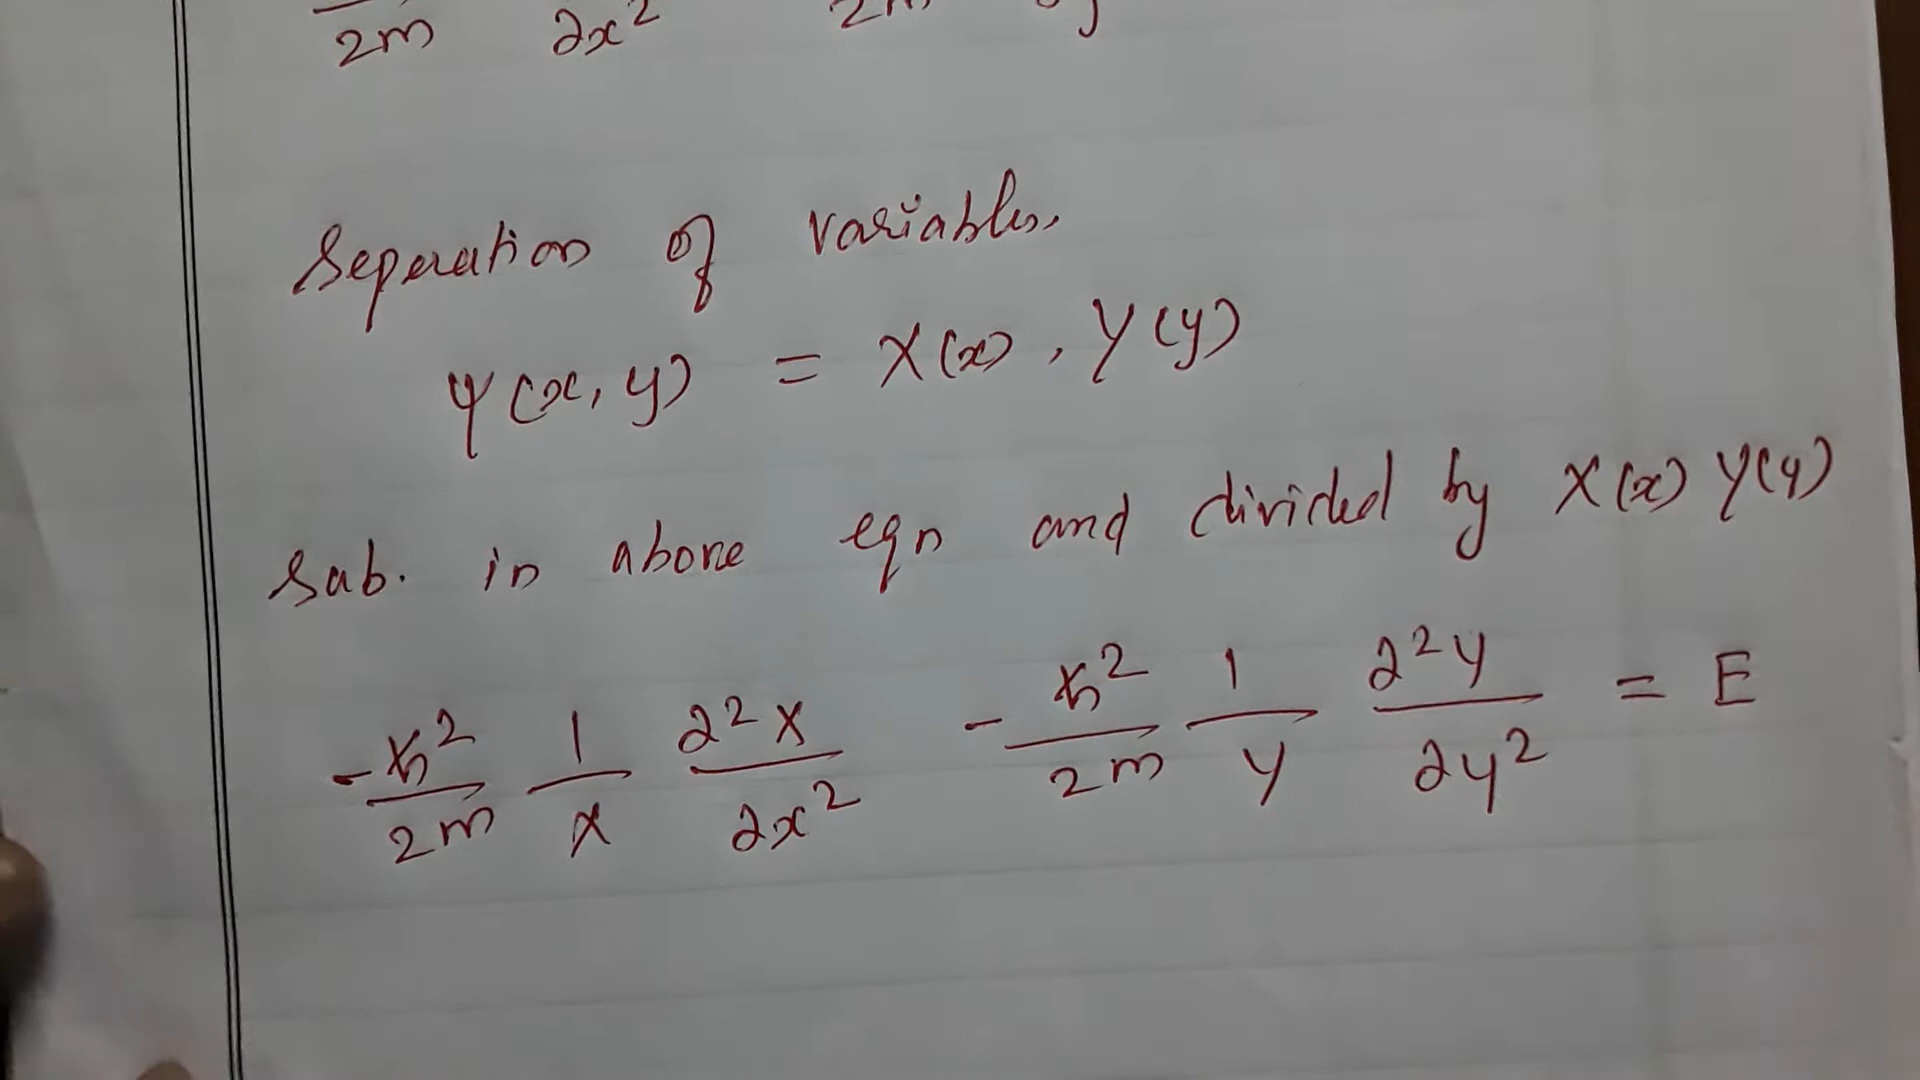 2m ∂x² 2m
Seperation of variables,
Ψ(x, y) = X(x) . Y(y)
Sub. in above eqn and divided by X(x) Y(y)
-ħ²/2m 1/X ∂²X/∂x² - ħ²/2m 1/Y ∂²Y/∂y² = E